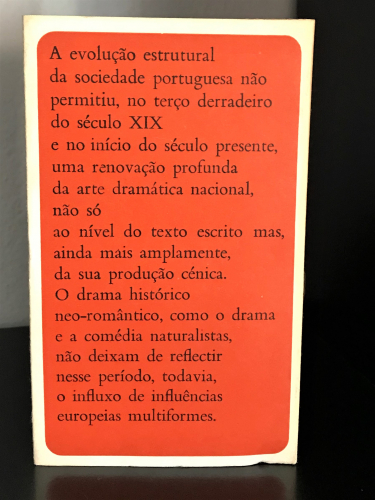 A evolução estrutural
da sociedade portuguesa não
permitiu, no terço derradeiro
do século XIX
e no início do século presente,
uma renovação profunda
da arte dramática nacional,
não só
ao nível do texto escrito mas,
ainda mais amplamente,
da sua produção cénica.
O drama histórico
neo-romântico, como o drama
e a comédia naturalistas,
não deixam de reflectir
nesse período, todavia,
o influxo de influências
europeias multiformes.